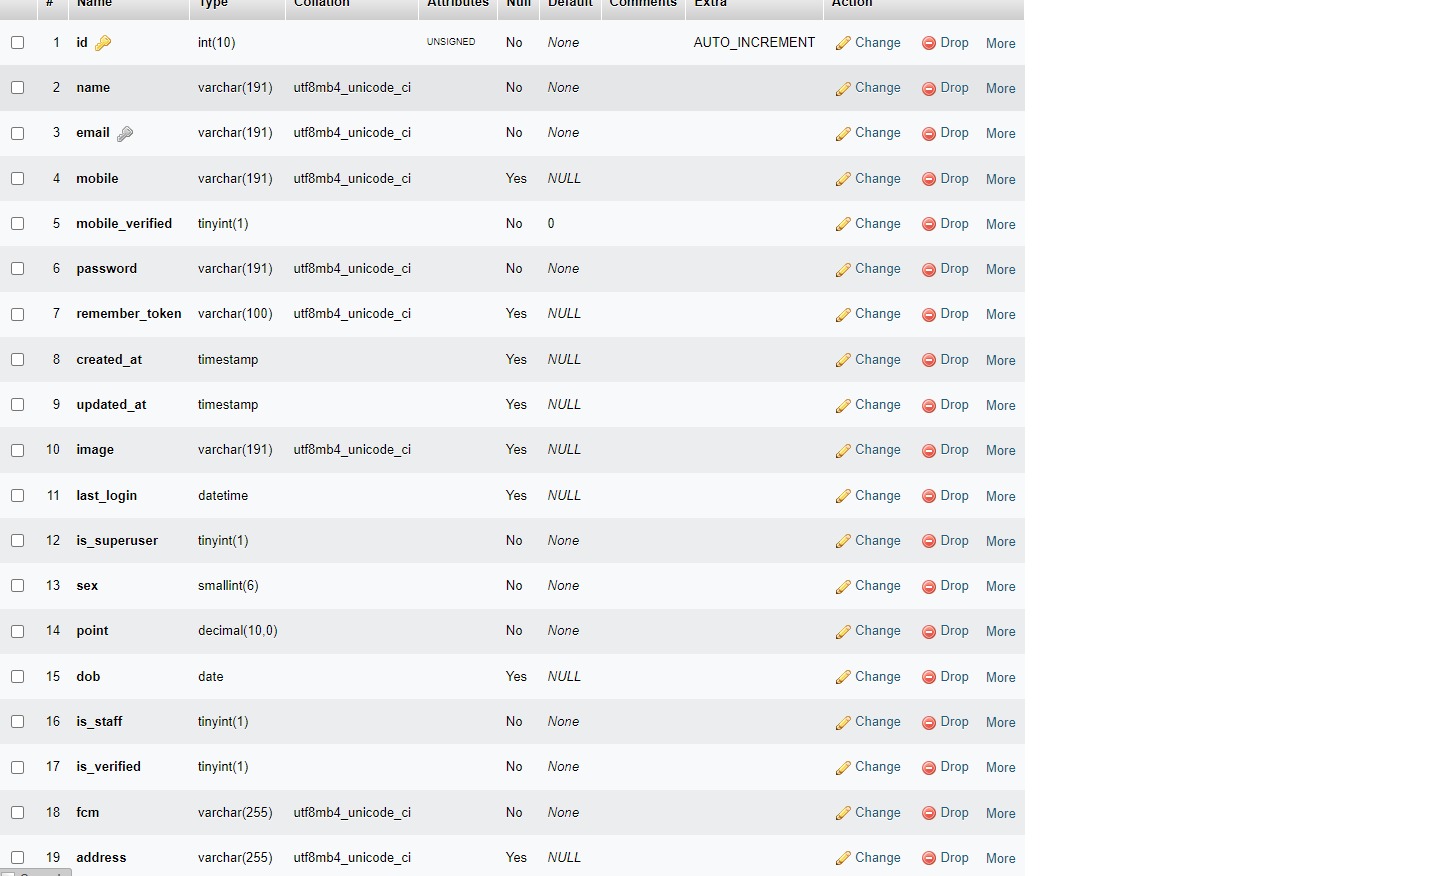 # Name Type Collation Attributes Null Default Comments Extra Action
1 id int(10) UNSIGNED No None AUTO_INCREMENT Change Drop More
2 name varchar(191) utf8mb4_unicode_ci No None Change Drop More
3 email varchar(191) utf8mb4_unicode_ci No None Change Drop More
4 mobile varchar(191) utf8mb4_unicode_ci Yes NULL Change Drop More
5 mobile_verified tinyint(1) No 0 Change Drop More
6 password varchar(191) utf8mb4_unicode_ci No None Change Drop More
7 remember_token varchar(100) utf8mb4_unicode_ci Yes NULL Change Drop More
8 created_at timestamp Yes NULL Change Drop More
9 updated_at timestamp Yes NULL Change Drop More
10 image varchar(191) utf8mb4_unicode_ci Yes NULL Change Drop More
11 last_login datetime Yes NULL Change Drop More
12 is_superuser tinyint(1) No None Change Drop More
13 sex smallint(6) No None Change Drop More
14 point decimal(10,0) No None Change Drop More
15 dob date Yes NULL Change Drop More
16 is_staff tinyint(1) No None Change Drop More
17 is_verified tinyint(1) No None Change Drop More
18 fcm varchar(255) utf8mb4_unicode_ci No None Change Drop More
19 address varchar(255) utf8mb4_unicode_ci Yes NULL Change Drop More